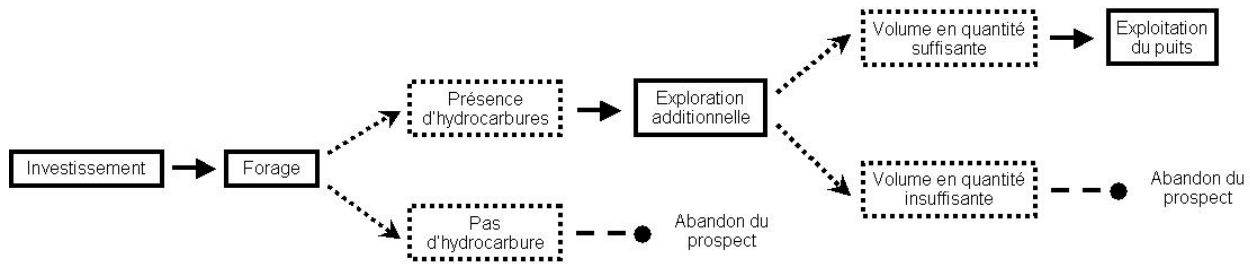 Investissement
Forage
Présence
d'hydrocarbures
Pas
d'hydrocarbure
Abandon du
prospect
Exploration
additionnelle
Volume en quantité
suffisante
Exploitation
du puits
Volume en quantité
insuffisante
Abandon du
prospect